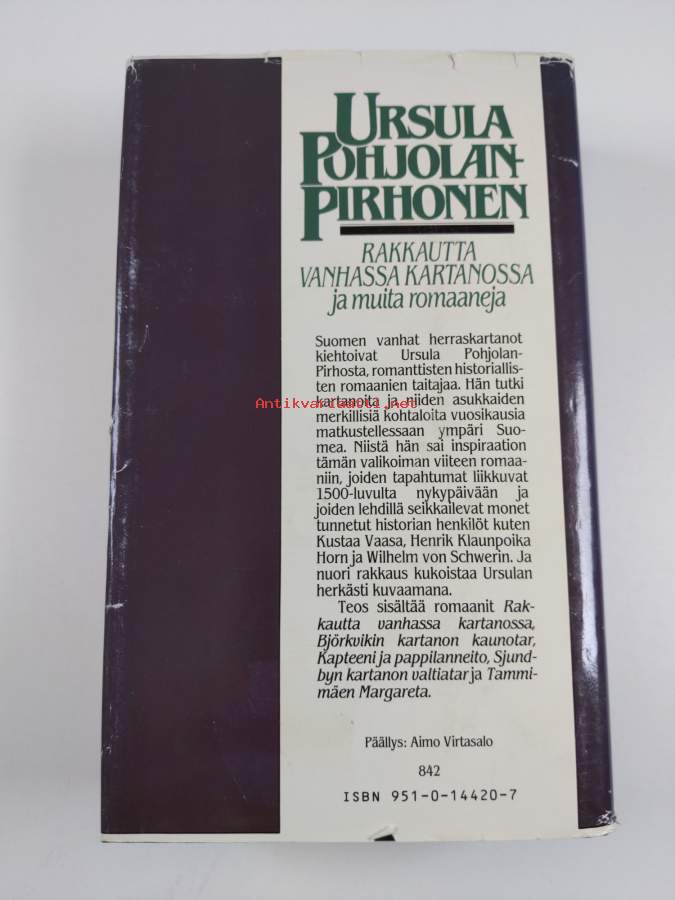 URSULA
POHJOLAN-
PIRHONEN
RAKKAUTTA
VANHASSA KARTANOSSA
ja muita romaaneja
Suomen vanhat herraskartanot
kiehtoivat Ursula Pohjolan-
Pirhosta, romanttisten historiallis-
ten romaanien taitajaa. Hän tutki
kartanoita ja niiden asukkaiden
Antikvariaatti.net
merkillisiä kohtaloita vuosikausia
matkustellessaan ympäri Suo-
mea. Niistä hän sai inspiraation
tämän valikoiman viiteen romaa-
niin, joiden tapahtumat liikkuvat
1500-luvulta nykypäivään ja
joiden lehdillä seikkailevat monet
tunnetut historian henkilöt kuten
Kustaa Vaasa, Henrik Klaunpoika
Horn ja Wilhelm von Schwerin. Ja
nuori rakkaus kukoistaa Ursulan
herkästi kuvaamana.
Teos sisältää romaanit Rak-
kautta vanhassa kartanossa,
Björkvikin kartanon kaunotar,
Kapteeni ja pappilanneito, Sjund-
byn kartanon valtiatar ja Tammi-
mäen Margareta.
Päällys: Aimo Virtasalo
842
ISBN 951-0-14420-7